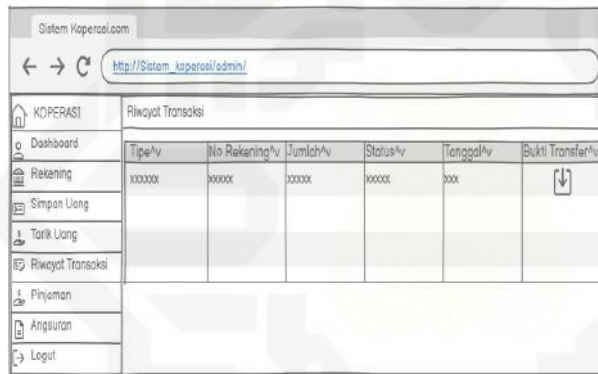 Sistem Koperasi.com
http://Sistem_koperasi/admin/
KOPERASI
Dashboard
Rekening
Simpan Uang
Tarik Uang
Riwayat Transaksi
Pinjaman
Angsuran
Logut
Riwayat Transaksi
Tipe^v No Rekening^v Jumlah^v Status^v Tanggal^v Bukti Transfer^v
xxxxxx xxxxx xxxxx xxxxx xxx